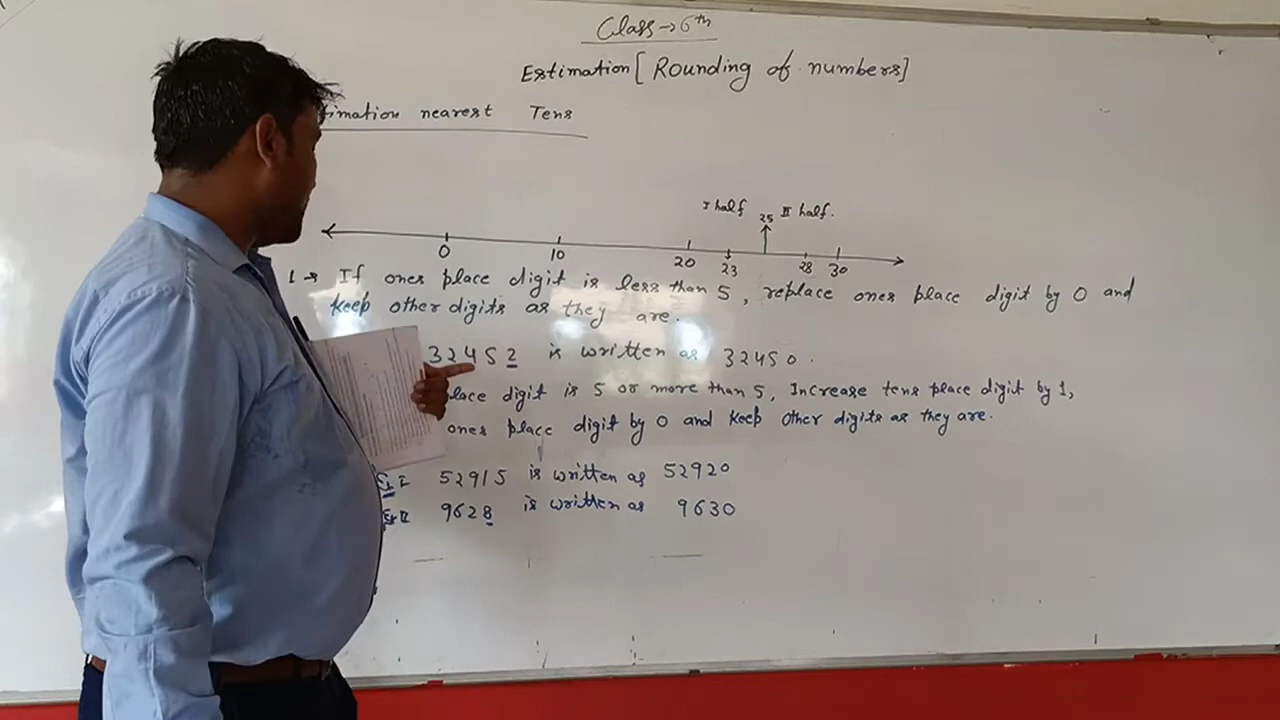 Class → 6th
Estimation [ Rounding of numbers]
imation nearest Tens
I half 25 II half.
0 10 20 23 28 30
1 → If ones place digit is less than 5, replace ones place digit by 0 and
keep other digits as they are.
32452 is written as 32450.
lace digit is 5 or more than 5, Increase tens place digit by 1,
ones place digit by 0 and keep other digits as they are.
Ex I 52915 is written as 52920
Ex II 9628 is written as 9630